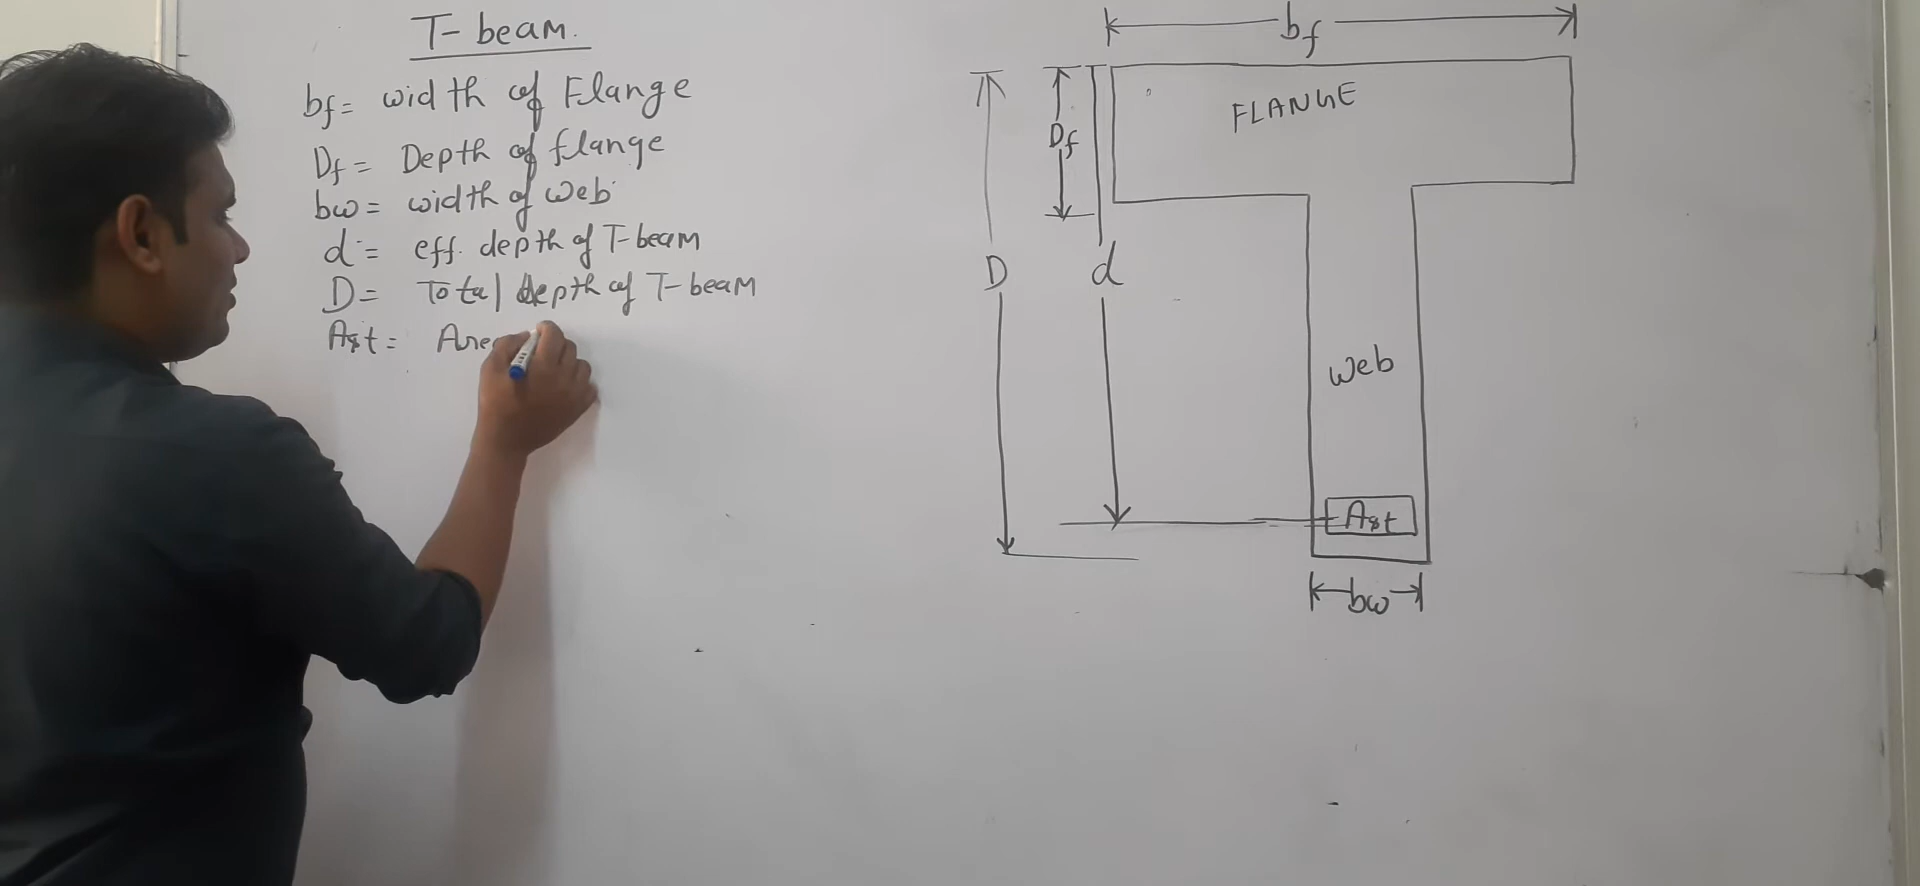 T-beam.
bf = width of Flange
Df = Depth of flange
bw = width of web
d = eff. depth of T-beam
D = Total depth of T-beam
Ast = Area
bf
FLANGE
Df
D
d
Web
Ast
bw